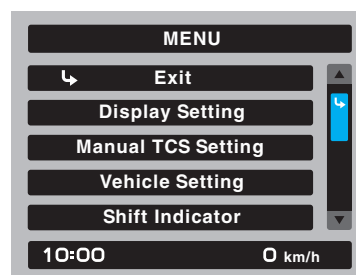 MENU
Exit
Display Setting
Manual TCS Setting
Vehicle Setting
Shift Indicator
10:00 0 km/h